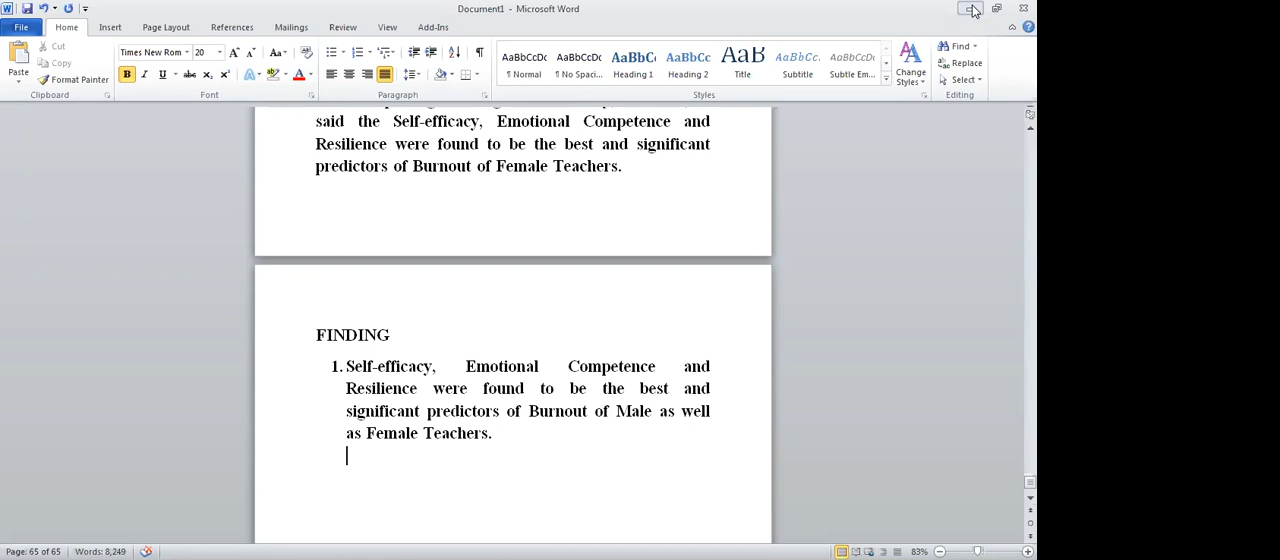 Document1 - Microsoft Word
File Home Insert Page Layout References Mailings Review View Add-Ins
Paste
Cut
Copy
Format Painter
Clipboard
Times New Rom 20
Font
Paragraph
AaBbCcDc AaBbCcDc AaBbC AaBbCc AaB AaBbCc. AaBbCcDc
¶ Normal ¶ No Spaci... Heading 1 Heading 2 Title Subtitle Subtle Em...
Styles
Change Styles
Find
Replace
Select
Editing
said the Self-efficacy, Emotional Competence and
Resilience were found to be the best and significant
predictors of Burnout of Female Teachers.
FINDING
1. Self-efficacy, Emotional Competence and
Resilience were found to be the best and
significant predictors of Burnout of Male as well
as Female Teachers.
Page: 65 of 65 Words: 8,249 83%